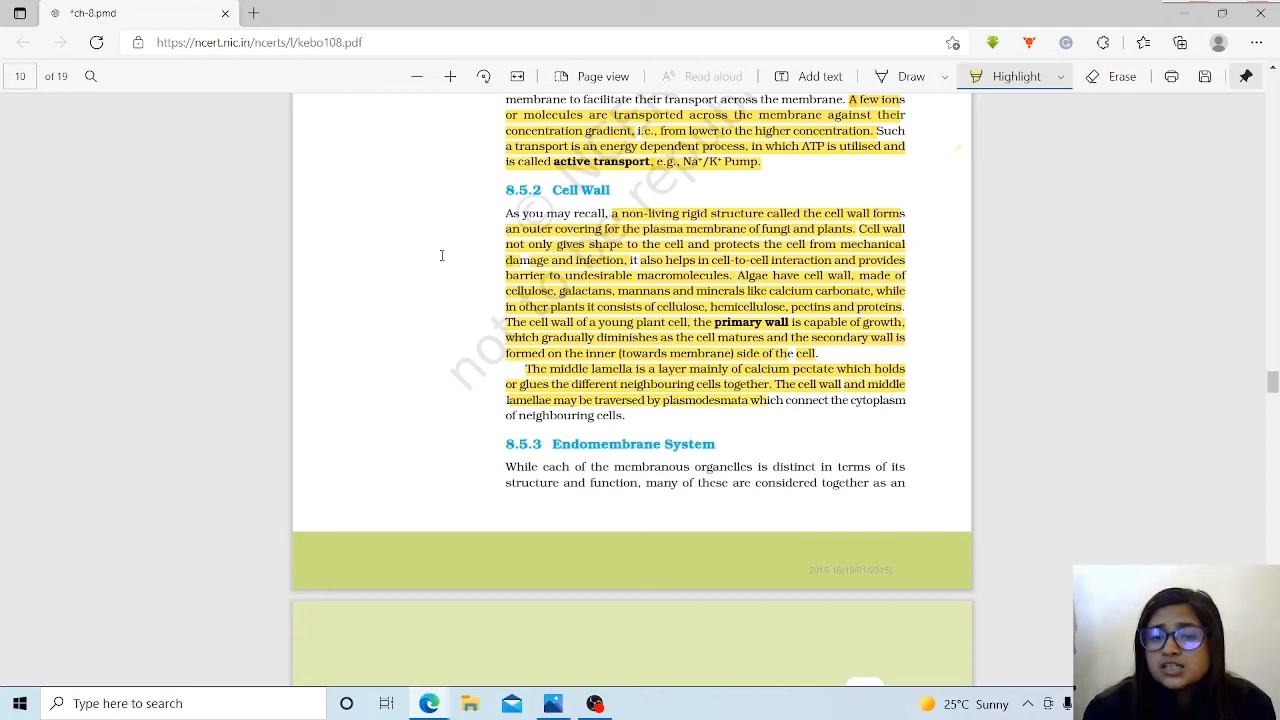 *ch-8.pmd
https://ncert.nic.in/ncerts/l/kebo108.pdf
10 of 19 Page view Read aloud Add text Draw Highlight Erase
membrane to facilitate their transport across the membrane. A few ions
or molecules are transported across the membrane against their
concentration gradient, i.e., from lower to the higher concentration. Such
a transport is an energy dependent process, in which ATP is utilised and
is called active transport, e.g., Na⁺/K⁺ Pump.
8.5.2 Cell Wall
As you may recall, a non-living rigid structure called the cell wall forms
an outer covering for the plasma membrane of fungi and plants. Cell wall
not only gives shape to the cell and protects the cell from mechanical
damage and infection, it also helps in cell-to-cell interaction and provides
barrier to undesirable macromolecules. Algae have cell wall, made of
cellulose, galactans, mannans and minerals like calcium carbonate, while
in other plants it consists of cellulose, hemicellulose, pectins and proteins.
The cell wall of a young plant cell, the primary wall is capable of growth,
which gradually diminishes as the cell matures and the secondary wall is
formed on the inner (towards membrane) side of the cell.
The middle lamella is a layer mainly of calcium pectate which holds
or glues the different neighbouring cells together. The cell wall and middle
lamellae may be traversed by plasmodesmata which connect the cytoplasm
of neighbouring cells.
8.5.3 Endomembrane System
While each of the membranous organelles is distinct in terms of its
structure and function, many of these are considered together as an
2015-16(19/01/2015)
Type here to search
25°C Sunny